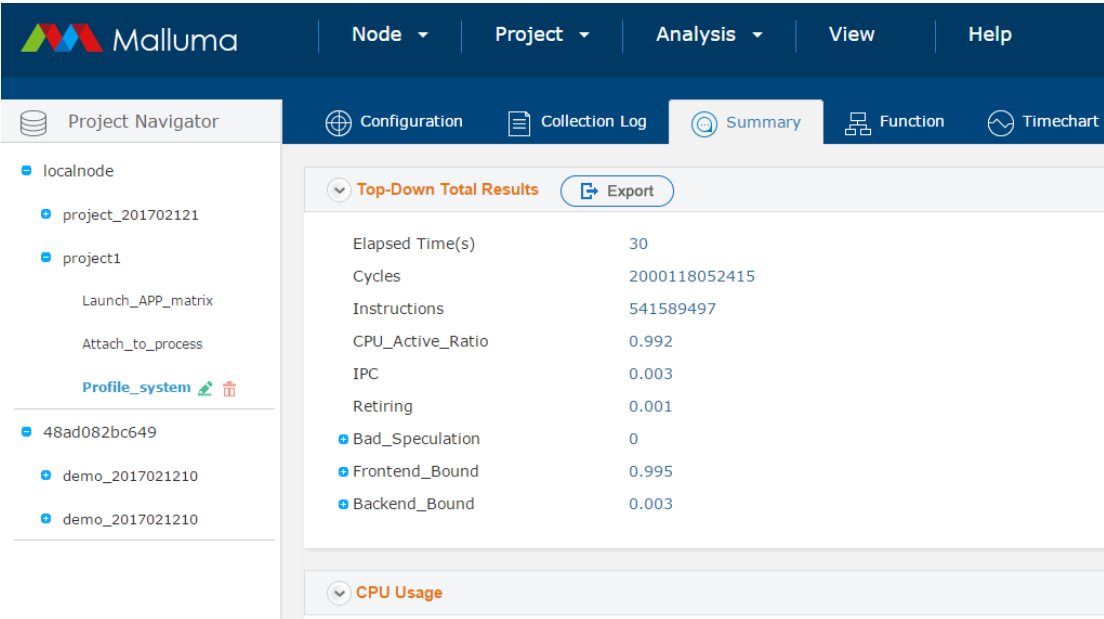 Malluma
Node Project Analysis View Help
Project Navigator
Configuration Collection Log Summary Function Timechart
localnode
project_201702121
project1
Launch_APP_matrix
Attach_to_process
Profile_system
48ad082bc649
demo_2017021210
demo_2017021210
Top-Down Total Results Export
Elapsed Time(s) 30
Cycles 2000118052415
Instructions 541589497
CPU_Active_Ratio 0.992
IPC 0.003
Retiring 0.001
Bad_Speculation 0
Frontend_Bound 0.995
Backend_Bound 0.003
CPU Usage